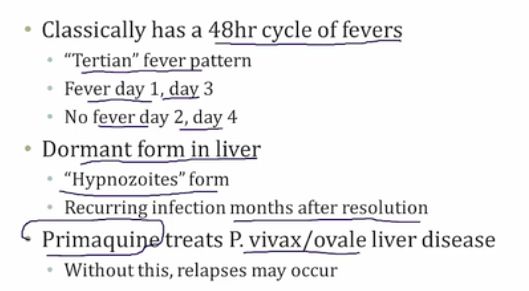 • Classically has a 48hr cycle of fevers
• “Tertian” fever pattern
• Fever day 1, day 3
• No fever day 2, day 4
• Dormant form in liver
• “Hypnozoites” form
• Recurring infection months after resolution
• Primaquine treats P. vivax/ovale liver disease
• Without this, relapses may occur